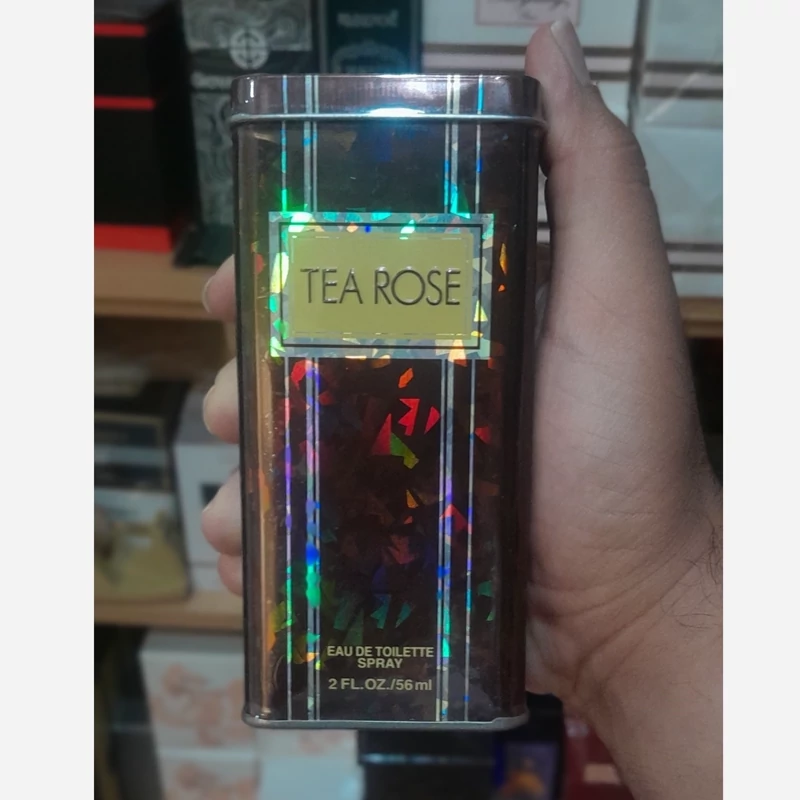 TEA ROSE
EAU DE TOILETTE
SPRAY
2 FL.OZ./56 ml